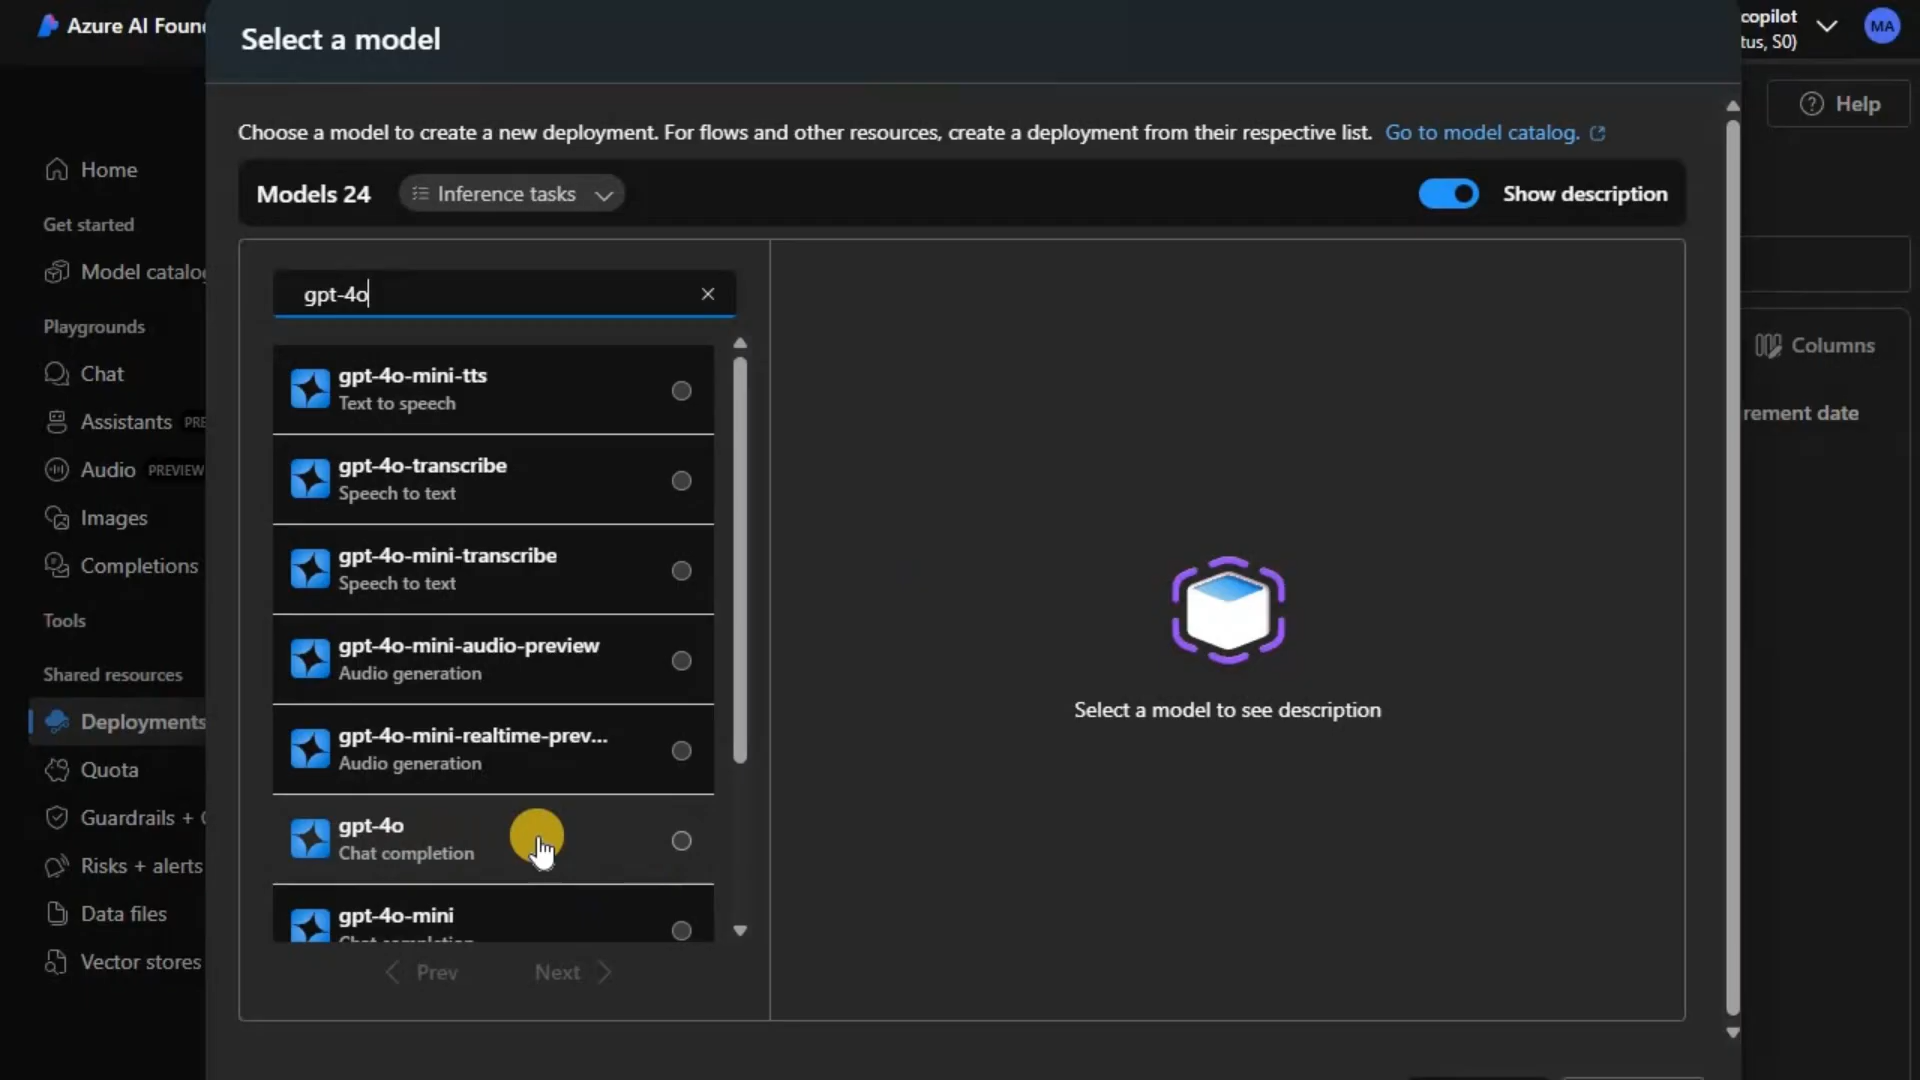 Azure AI Foun
Select a model
copilot
tus, S0)
MA
Help
Choose a model to create a new deployment. For flows and other resources, create a deployment from their respective list. Go to model catalog.
Models 24
Inference tasks
Show description
Home
Get started
Model catalog
Playgrounds
Chat
Assistants PRE
Audio PREVIEW
Images
Completions
Tools
Shared resources
Deployments
Quota
Guardrails + C
Risks + alerts
Data files
Vector stores
gpt-4o
gpt-4o-mini-tts
Text to speech
gpt-4o-transcribe
Speech to text
gpt-4o-mini-transcribe
Speech to text
gpt-4o-mini-audio-preview
Audio generation
gpt-4o-mini-realtime-prev...
Audio generation
gpt-4o
Chat completion
gpt-4o-mini
Chat completion
Prev
Next
Select a model to see description
Columns
rement date